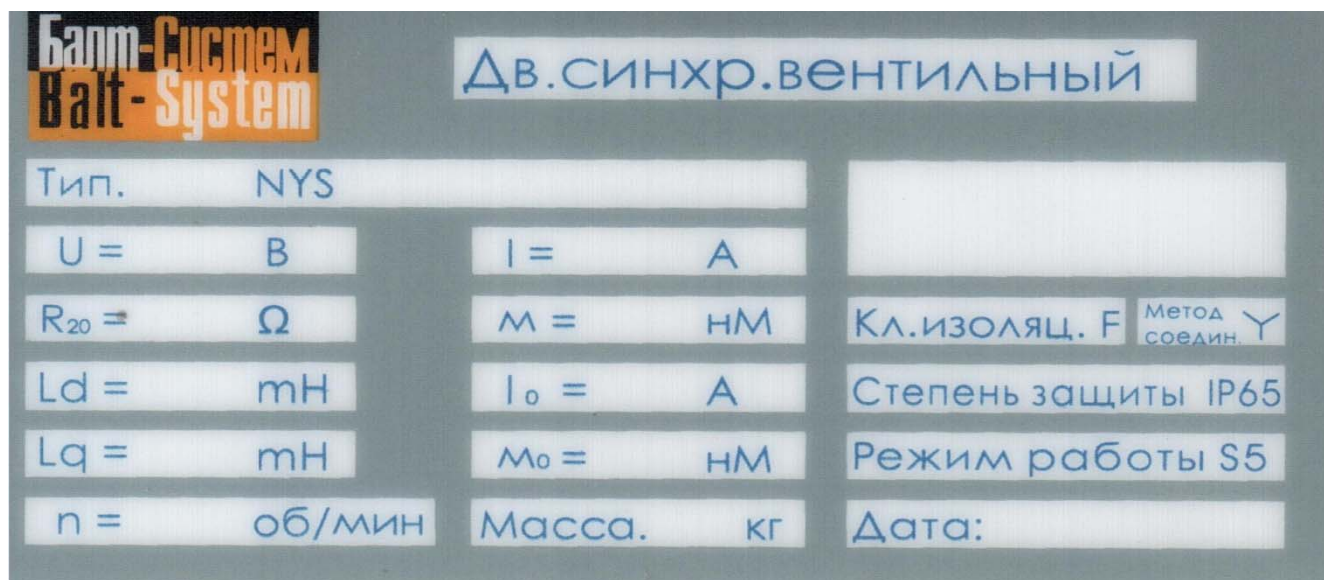 Балт-Систем
Balt-System
Дв.синхр.вентильный
Тип. NYS
U = В
I = А
R20 = Ω
М = нМ
Кл.изоляц. F
Метод соедин. Y
Ld = mH
I0 = А
Степень защиты IP65
Lq = mH
М0 = нМ
Режим работы S5
n = об/мин
Масса. кг
Дата: